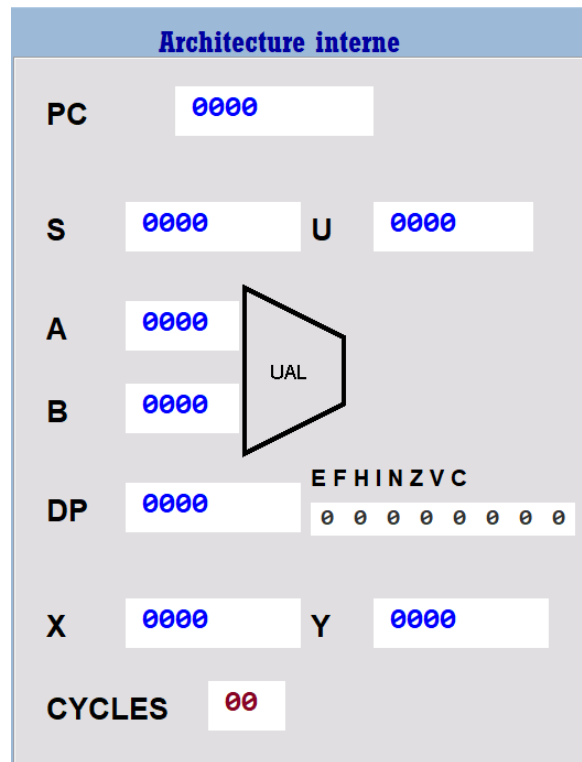 Architecture interne
PC 0000
S 0000 U 0000
A 0000
UAL
B 0000
E F H I N Z V C
DP 0000 0 0 0 0 0 0 0 0
X 0000 Y 0000
CYCLES 00